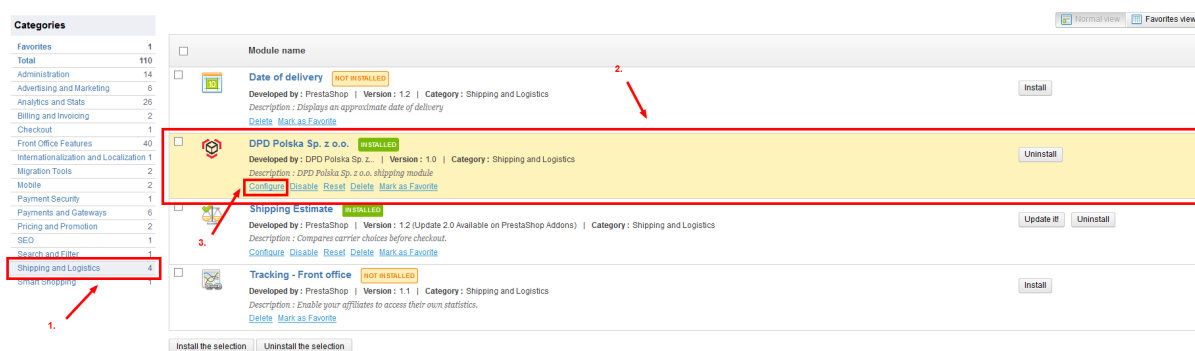 Normal view Favorites view
Categories
Favorites 1
Total 110
Administration 14
Advertising and Marketing 6
Analytics and Stats 26
Billing and Invoicing 2
Checkout 1
Front Office Features 40
Internationalization and Localization 1
Migration Tools 2
Mobile 2
Payment Security 1
Payments and Gateways 6
Pricing and Promotion 2
SEO 1
Search and Filter 1
Shipping and Logistics 4
Smart Shopping 1
1.
Module name
2.
Date of delivery NOT INSTALLED
Developed by : PrestaShop | Version : 1.2 | Category : Shipping and Logistics
Description : Displays an approximate date of delivery
Delete Mark as Favorite
Install
DPD Polska Sp. z o.o. INSTALLED
Developed by : DPD Polska Sp. z... | Version : 1.0 | Category : Shipping and Logistics
Description : DPD Polska Sp. z o.o. shipping module
Configure Disable Reset Delete Mark as Favorite
Uninstall
3.
Shipping Estimate INSTALLED
Developed by : PrestaShop | Version : 1.2 (Update 2.0 Available on PrestaShop Addons) | Category : Shipping and Logistics
Description : Compares carrier choices before checkout.
Configure Disable Reset Delete Mark as Favorite
Update it! Uninstall
Tracking - Front office NOT INSTALLED
Developed by : PrestaShop | Version : 1.1 | Category : Shipping and Logistics
Description : Enable your affiliates to access their own statistics.
Delete Mark as Favorite
Install
Install the selection Uninstall the selection